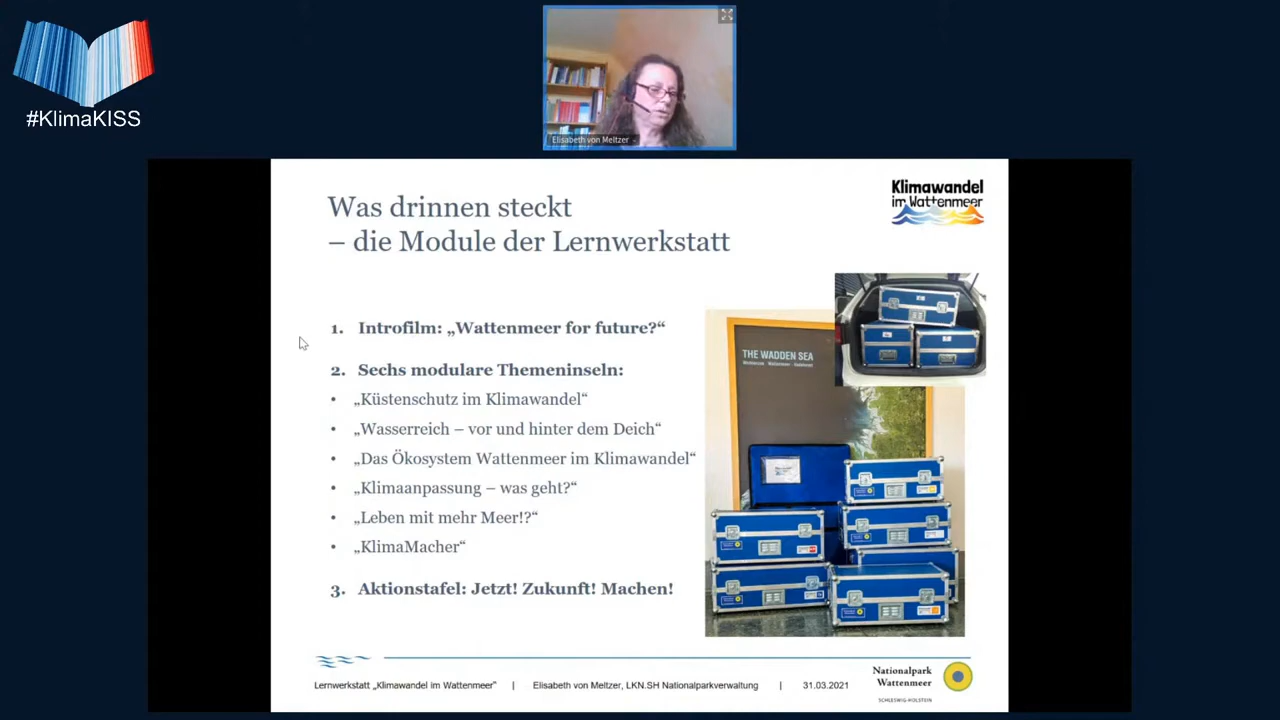 #KlimaKISS
Elisabeth von Meltzer
Was drinnen steckt
– die Module der Lernwerkstatt
Klimawandel
im Wattenmeer
1. Introfilm: „Wattenmeer for future?“
2. Sechs modulare Themeninseln:
• „Küstenschutz im Klimawandel“
• „Wasserreich – vor und hinter dem Deich“
• „Das Ökosystem Wattenmeer im Klimawandel“
• „Klimaanpassung – was geht?“
• „Leben mit mehr Meer!?“
• „KlimaMacher“
3. Aktionstafel: Jetzt! Zukunft! Machen!
THE WADDEN SEA
Lernwerkstatt „Klimawandel im Wattenmeer“ | Elisabeth von Meltzer, LKN.SH Nationalparkverwaltung | 31.03.2021
Nationalpark
Wattenmeer
SCHLESWIG-HOLSTEIN